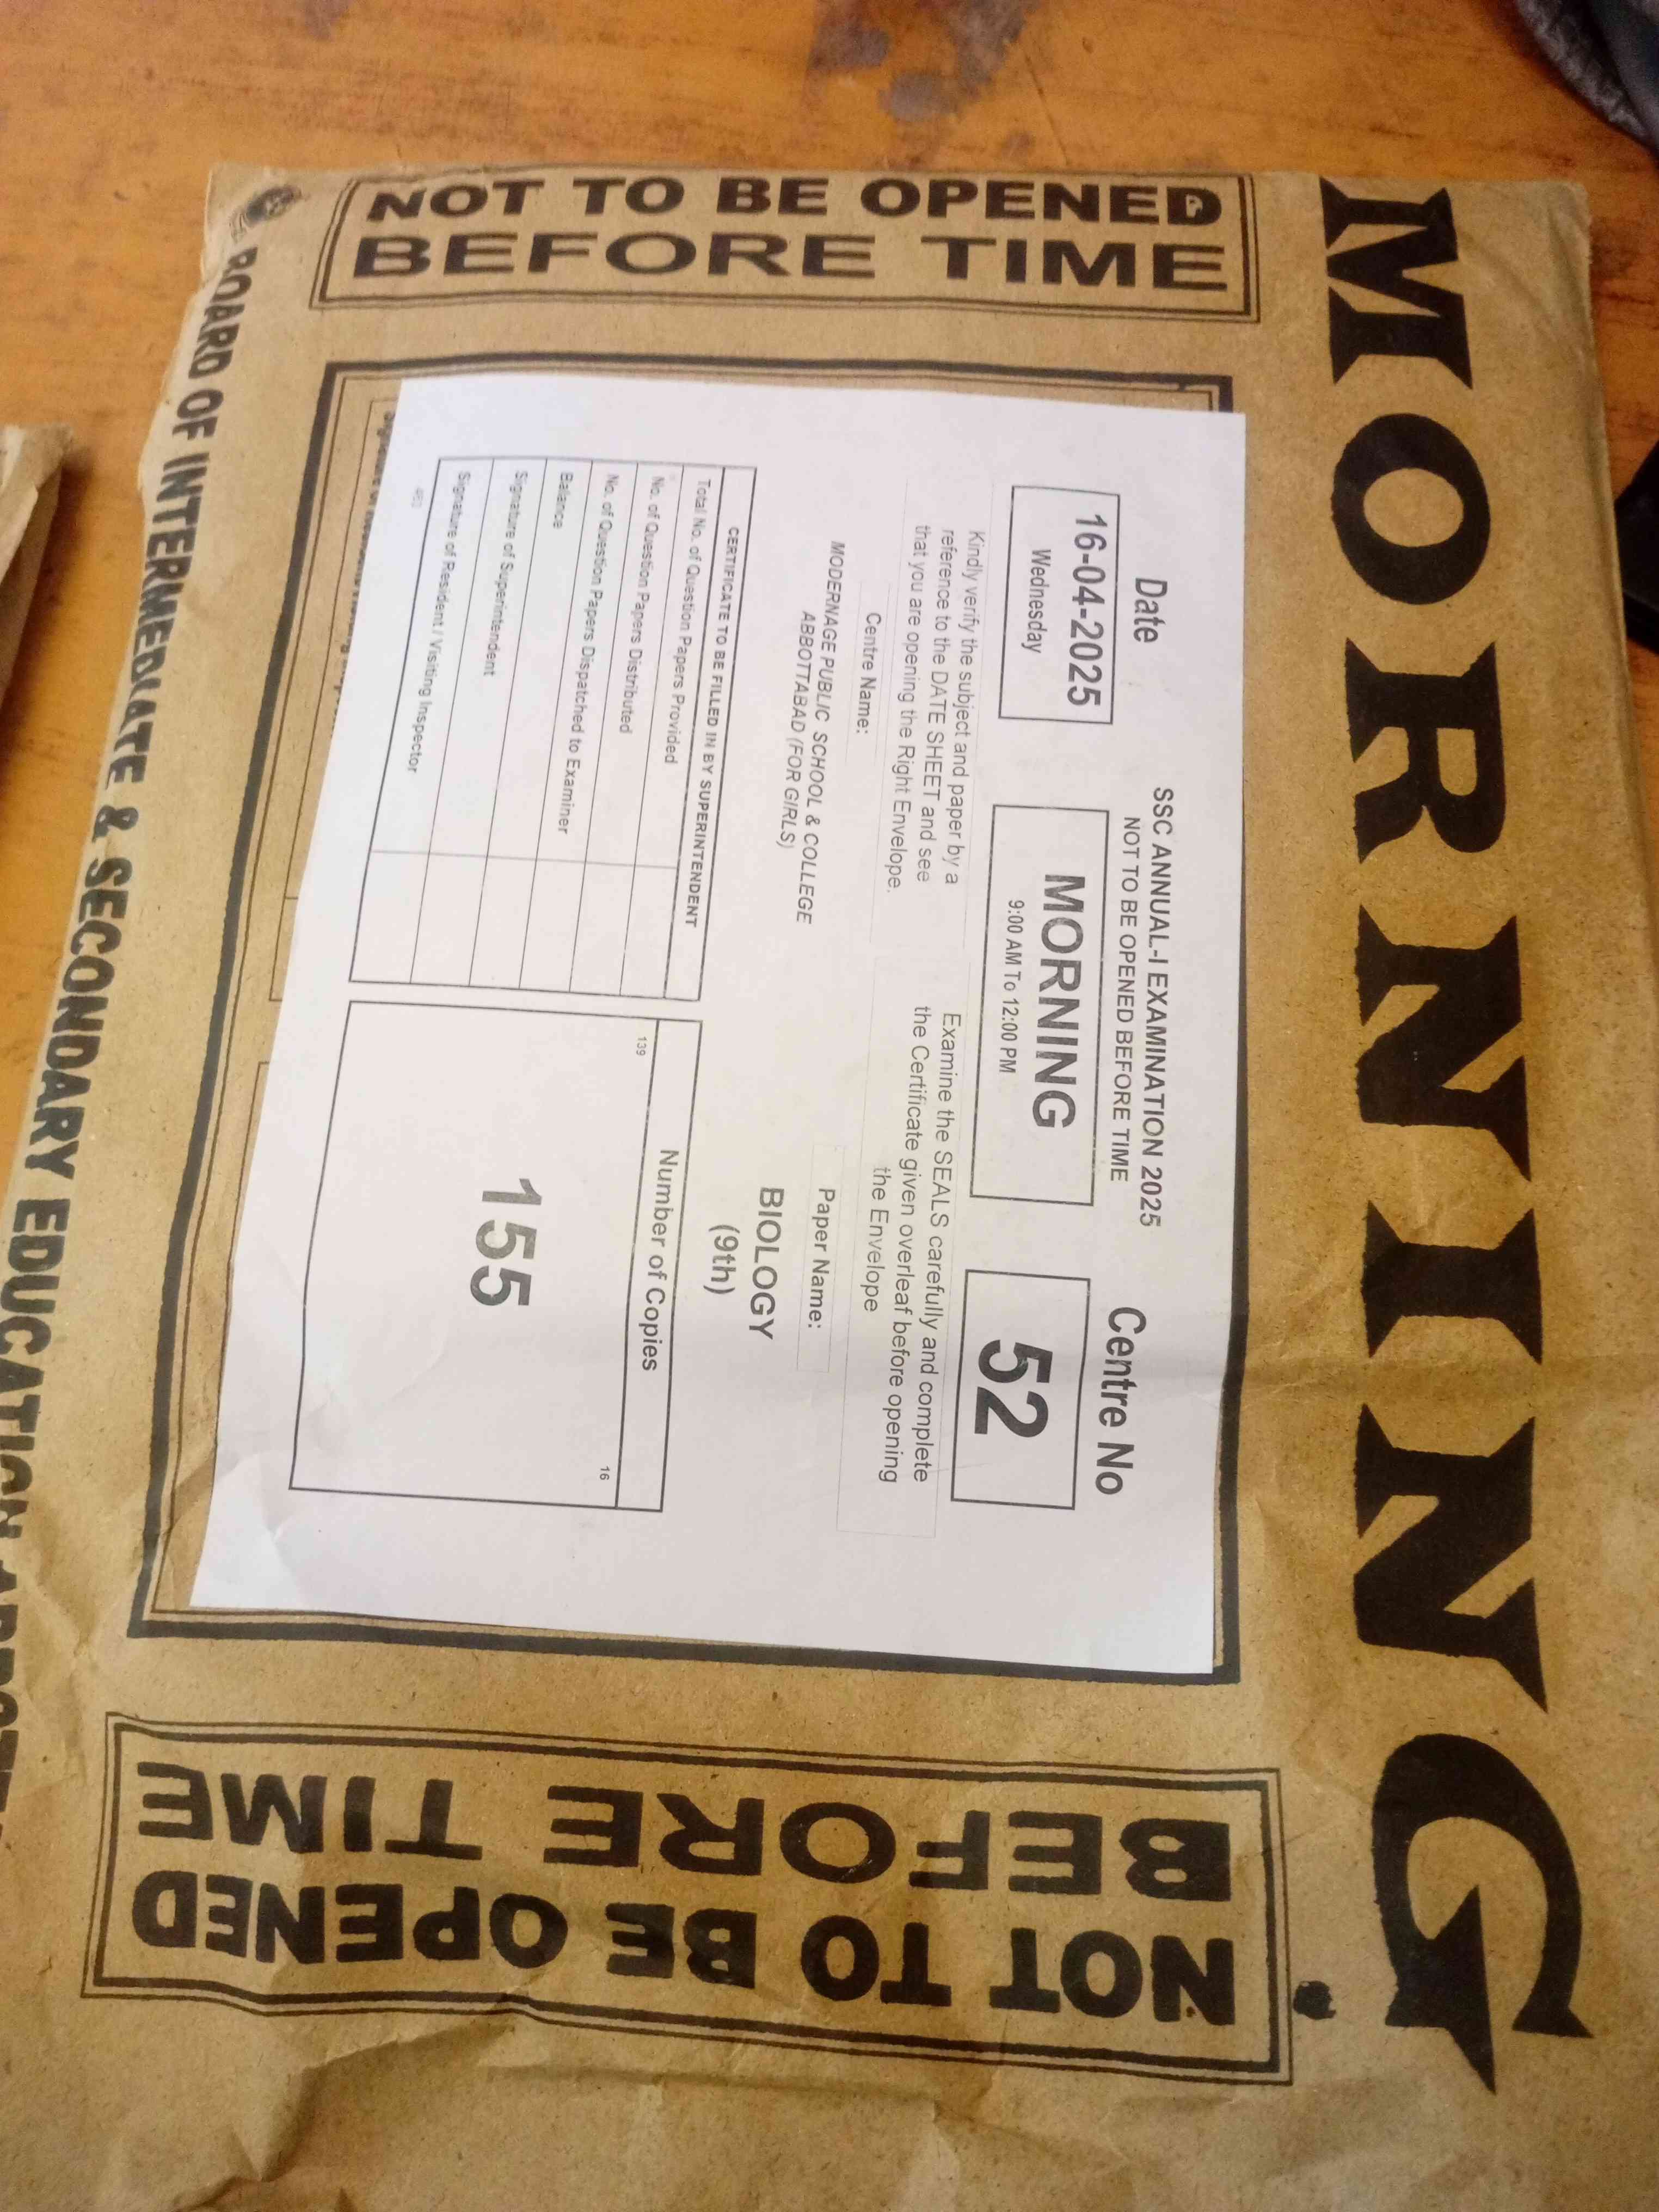 MORNING
NOT TO BE OPENED
BEFORE TIME
SSC ANNUAL-I EXAMINATION 2025
NOT TO BE OPENED BEFORE TIME
Date
16-04-2025
Wednesday
MORNING
9:00 AM To 12:00 PM
Centre No
52
Kindly verify the subject and paper by a
reference to the DATE SHEET and see
that you are opening the Right Envelope.
Examine the SEALS carefully and complete
the Certificate given overleaf before opening
the Envelope
Centre Name:
MODERNAGE PUBLIC SCHOOL & COLLEGE
ABBOTTABAD (FOR GIRLS)
Paper Name:
BIOLOGY
(9th)
CERTIFICATE TO BE FILLED IN BY SUPERINTENDENT
Total No. of Question Papers Provided
No. of Question Papers Distributed
No. of Question Papers Dispatched to Examiner
Balance
Signature of Superintendent
Signature of Resident / Visiting Inspector
Number of Copies
139
16
155
NOT TO BE OPENED
BEFORE TIME
BOARD OF INTERMEDIATE & SECONDARY EDUCATION